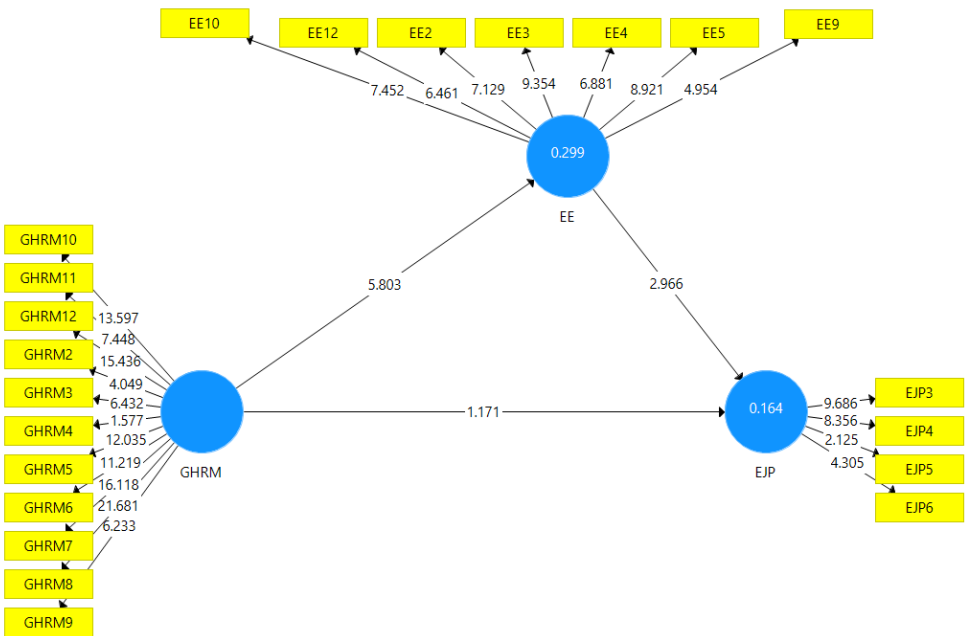 EE10
EE12
EE2
EE3
EE4
EE5
EE9
7.452
6.461
7.129
9.354
6.881
8.921
4.954
0.299
EE
GHRM10
GHRM11
GHRM12
GHRM2
GHRM3
GHRM4
GHRM5
GHRM6
GHRM7
GHRM8
GHRM9
13.597
7.448
15.436
4.049
6.432
1.577
12.035
11.219
16.118
21.681
6.233
GHRM
5.803
2.966
1.171
0.164
EJP
9.686
8.356
2.125
4.305
EJP3
EJP4
EJP5
EJP6